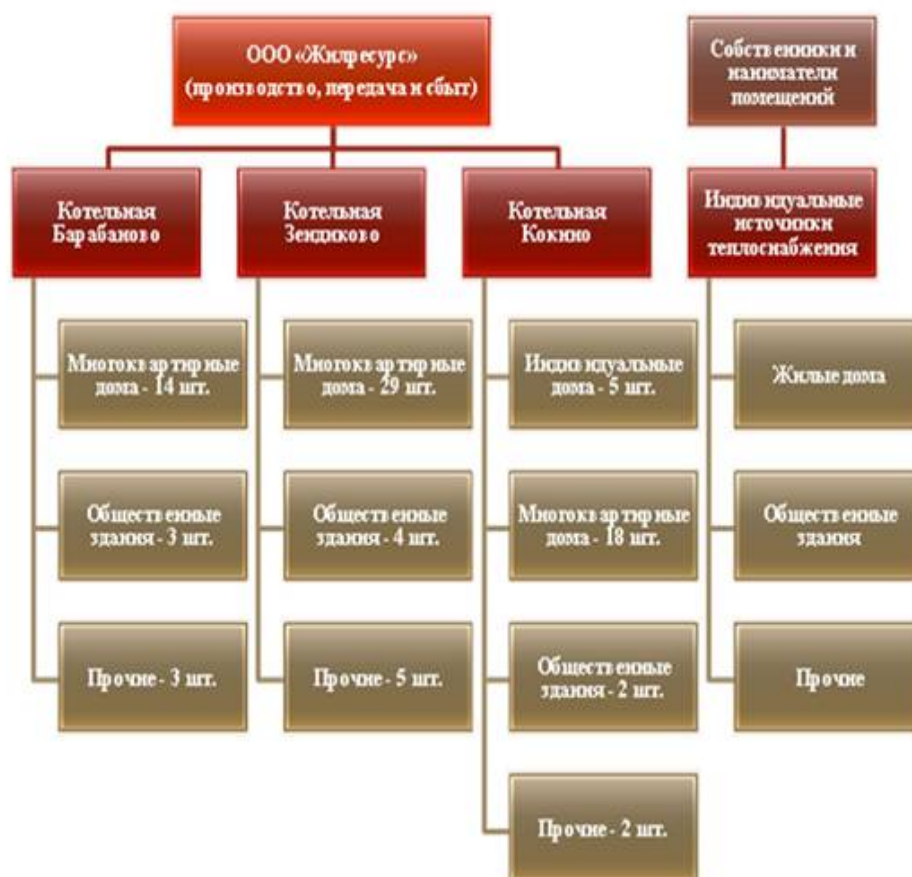 ООО «Жилресурс»
(производство, передача и сбыт)
Собственники и
наниматели
помещений
Котельная
Барабаново
Котельная
Зендиково
Котельная
Кокино
Индивидуальные
источники
теплоснабжения
Многоквартирные
дома - 14 шт.
Многоквартирные
дома - 29 шт.
Индивидуальные
дома - 5 шт.
Жилые дома
Общественные
здания - 3 шт.
Общественные
здания - 4 шт.
Многоквартирные
дома - 18 шт.
Общественные
здания
Прочие - 3 шт.
Прочие - 5 шт.
Общественные
здания - 2 шт.
Прочие
Прочие - 2 шт.